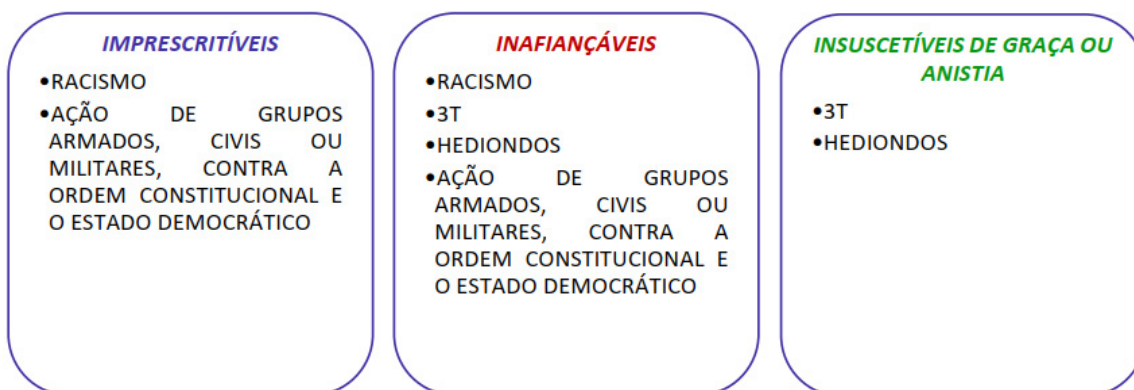 IMPRESCRITÍVEIS
•RACISMO
•AÇÃO DE GRUPOS
ARMADOS, CIVIS OU
MILITARES, CONTRA A
ORDEM CONSTITUCIONAL E
O ESTADO DEMOCRÁTICO
INAFIANÇÁVEIS
•RACISMO
•3T
•HEDIONDOS
•AÇÃO DE GRUPOS
ARMADOS, CIVIS OU
MILITARES, CONTRA A
ORDEM CONSTITUCIONAL E
O ESTADO DEMOCRÁTICO
INSUSCETÍVEIS DE GRAÇA OU
ANISTIA
•3T
•HEDIONDOS